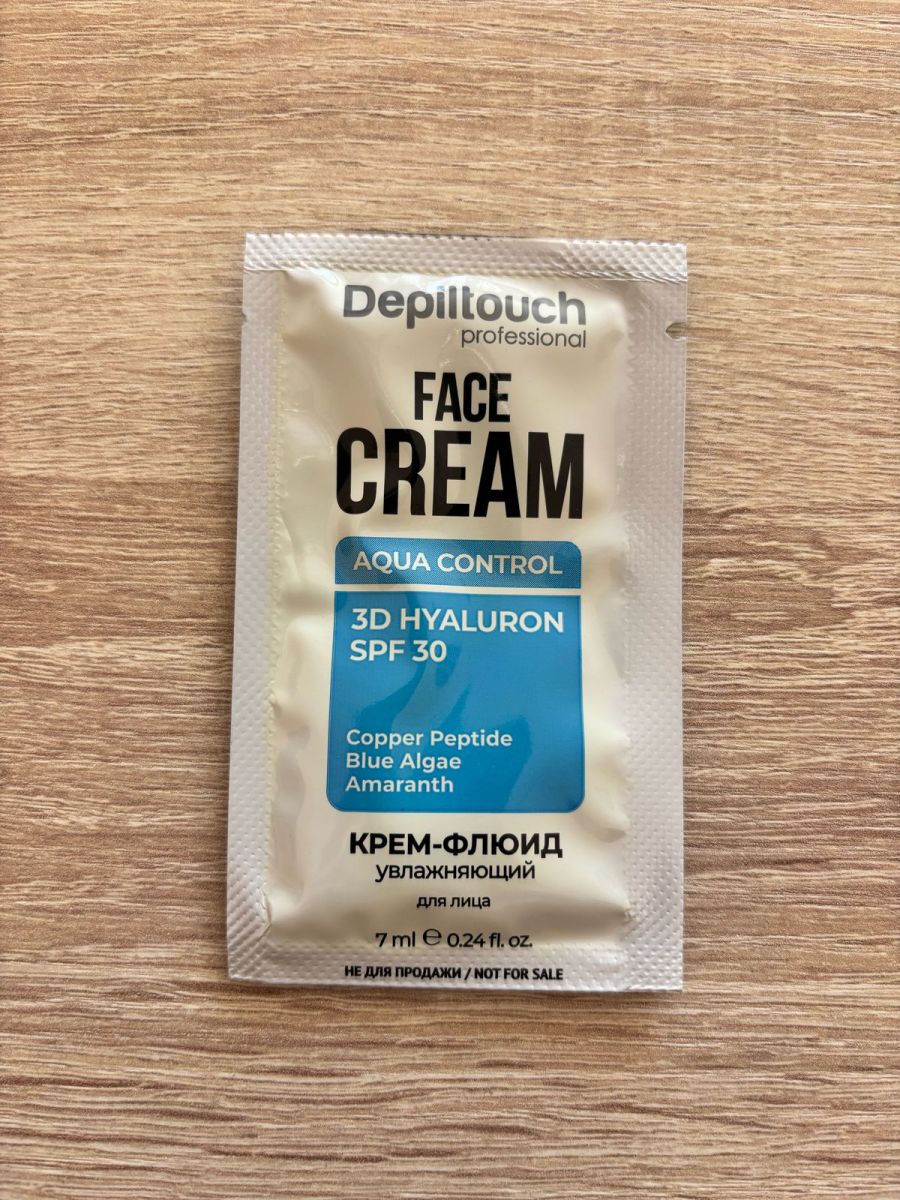 Depiltouch
professional
FACE
CREAM
AQUA CONTROL
3D HYALURON
SPF 30
Copper Peptide
Blue Algae
Amaranth
КРЕМ-ФЛЮИД
увлажняющий
для лица
7 ml ℮ 0.24 fl. oz.
НЕ ДЛЯ ПРОДАЖИ / NOT FOR SALE